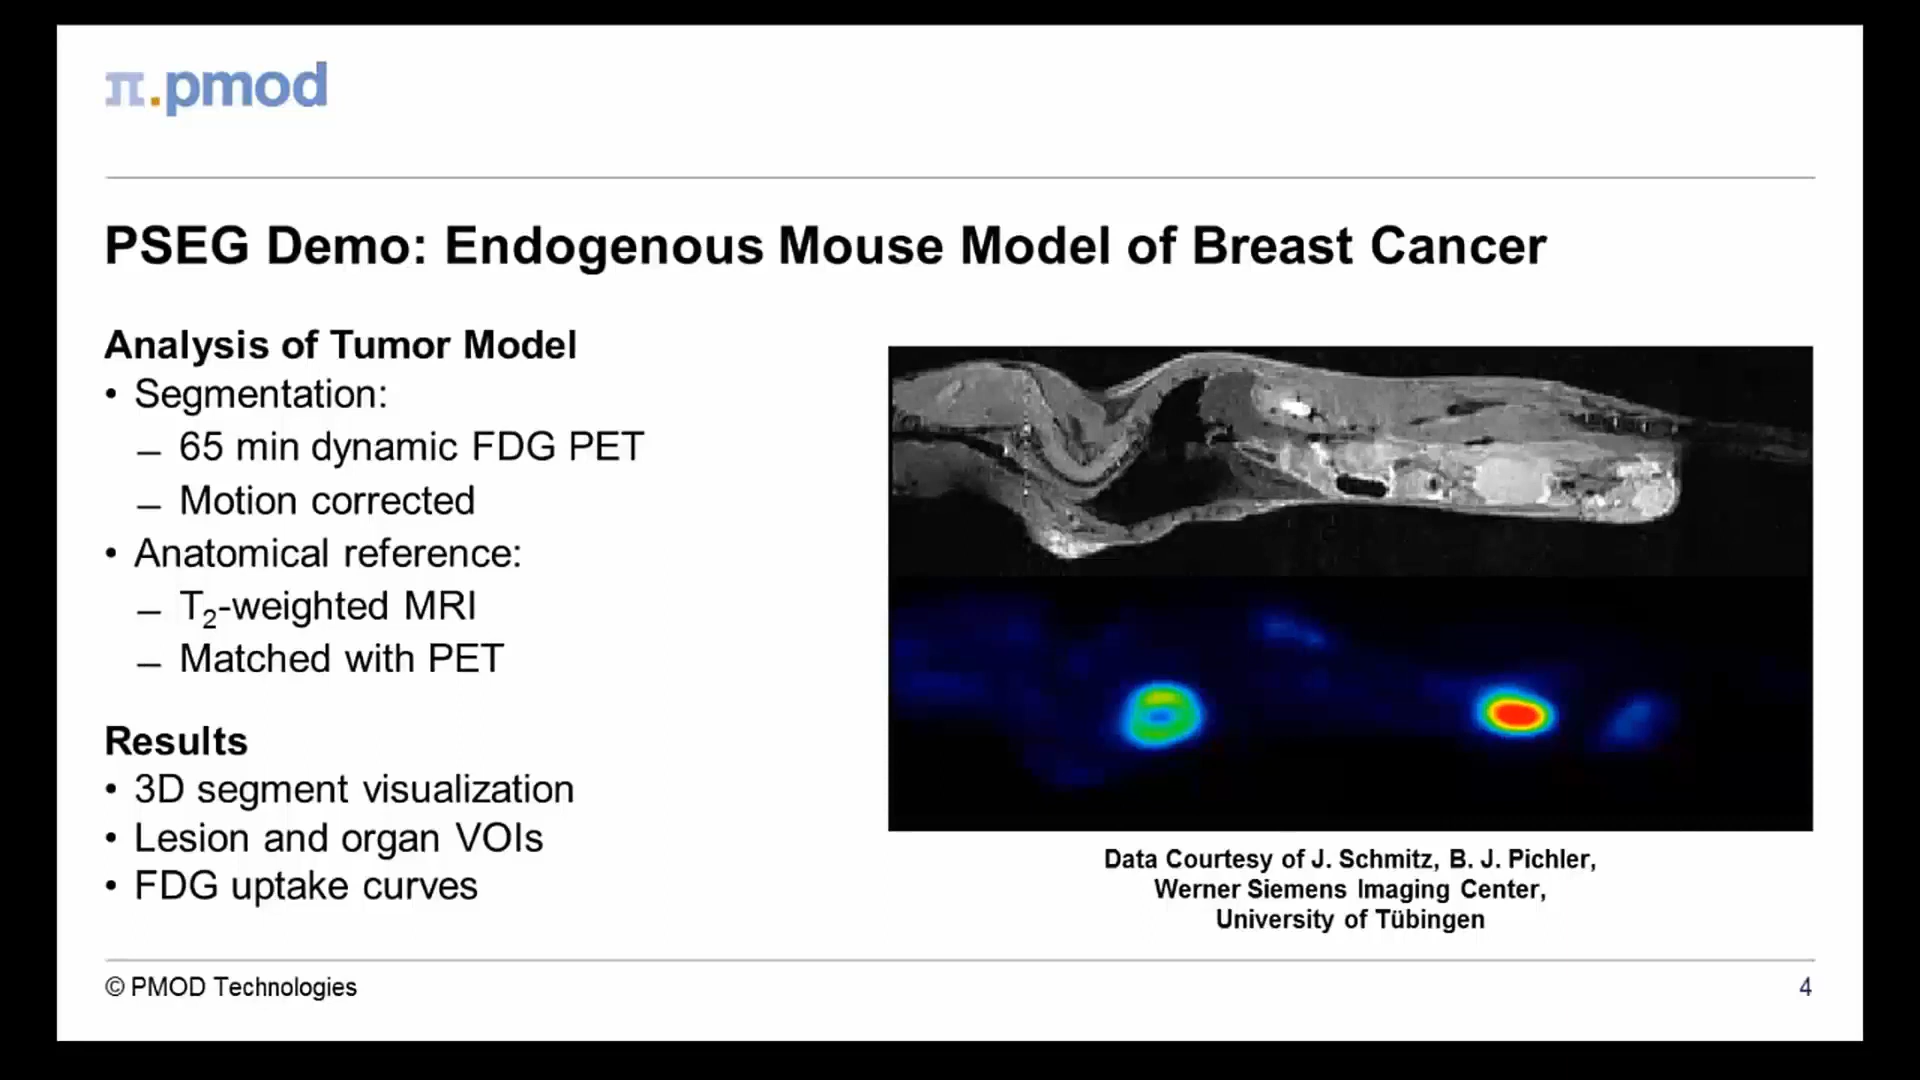 π.pmod
PSEG Demo: Endogenous Mouse Model of Breast Cancer
Analysis of Tumor Model
• Segmentation:
– 65 min dynamic FDG PET
– Motion corrected
• Anatomical reference:
– T₂-weighted MRI
– Matched with PET
Results
• 3D segment visualization
• Lesion and organ VOIs
• FDG uptake curves
Data Courtesy of J. Schmitz, B. J. Pichler,
Werner Siemens Imaging Center,
University of Tübingen
© PMOD Technologies
4